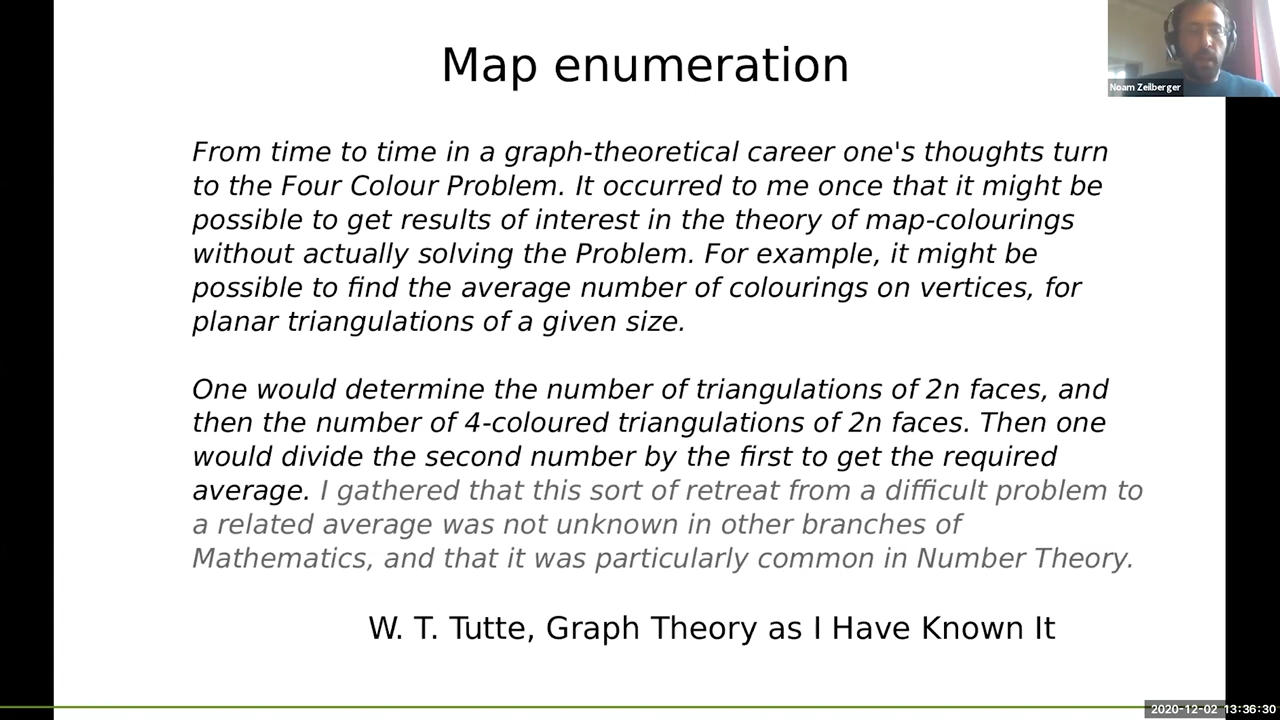 Map enumeration
Noam Zeilberger
From time to time in a graph-theoretical career one's thoughts turn
to the Four Colour Problem. It occurred to me once that it might be
possible to get results of interest in the theory of map-colourings
without actually solving the Problem. For example, it might be
possible to find the average number of colourings on vertices, for
planar triangulations of a given size.
One would determine the number of triangulations of 2n faces, and
then the number of 4-coloured triangulations of 2n faces. Then one
would divide the second number by the first to get the required
average. I gathered that this sort of retreat from a difficult problem to
a related average was not unknown in other branches of
Mathematics, and that it was particularly common in Number Theory.
W. T. Tutte, Graph Theory as I Have Known It
2020-12-02 13:36:30